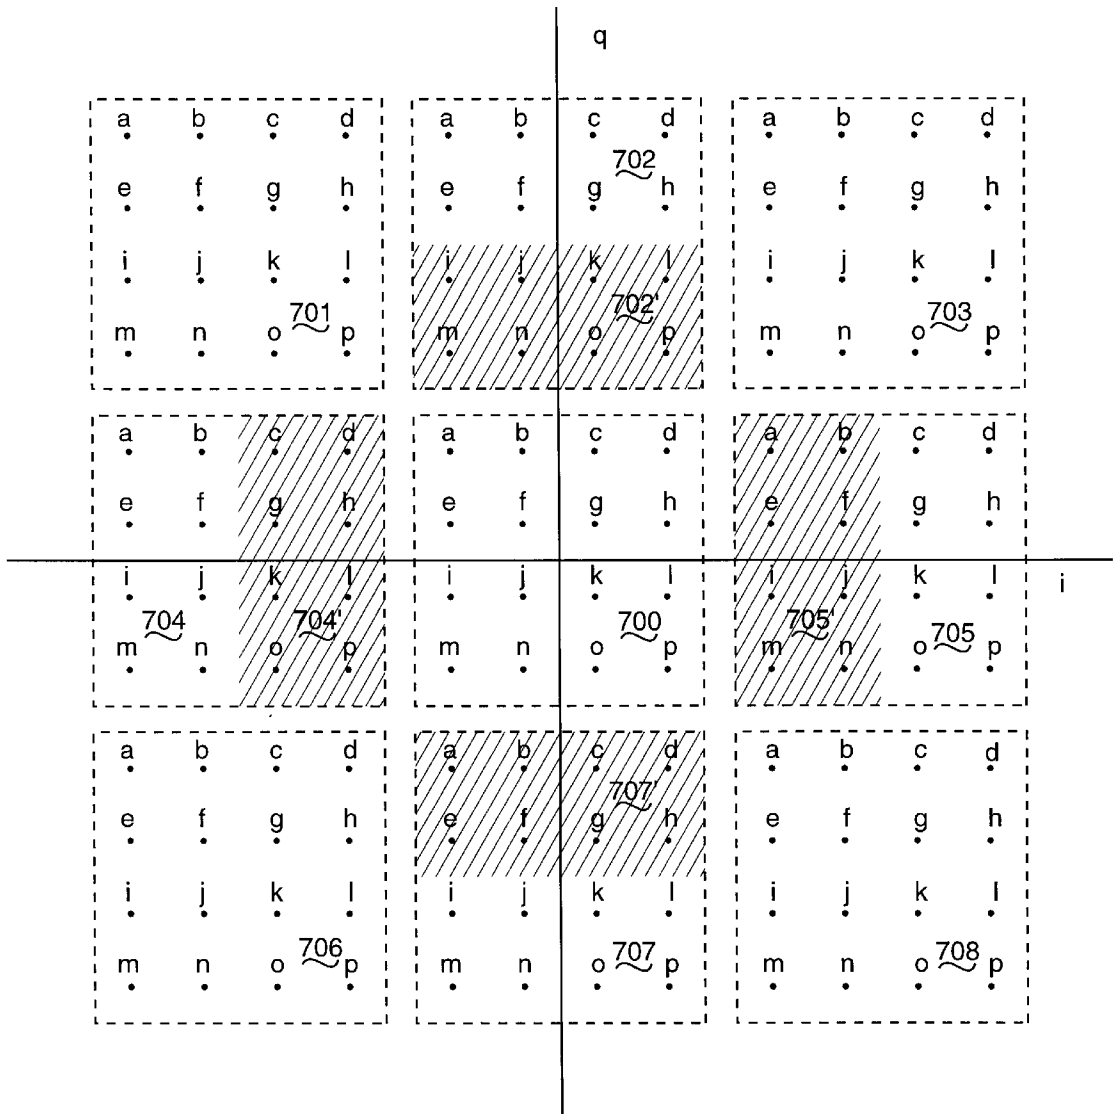 q
a b c d a b c d a b c d
702
e f g h e f g h e f g h
i j k l i j k l i j k l
701 702' 703
m n o p m n o p m n o p
a b c d a b c d a b c d
e f g h e f g h e f g h
i j k l i j k l i j k l i
704 704' 700 705' 705
m n o p m n o p m n o p
a b c d a b c d a b c d
707'
e f g h e f g h e f g h
i j k l i j k l i j k l
706 707 708
m n o p m n o p m n o p